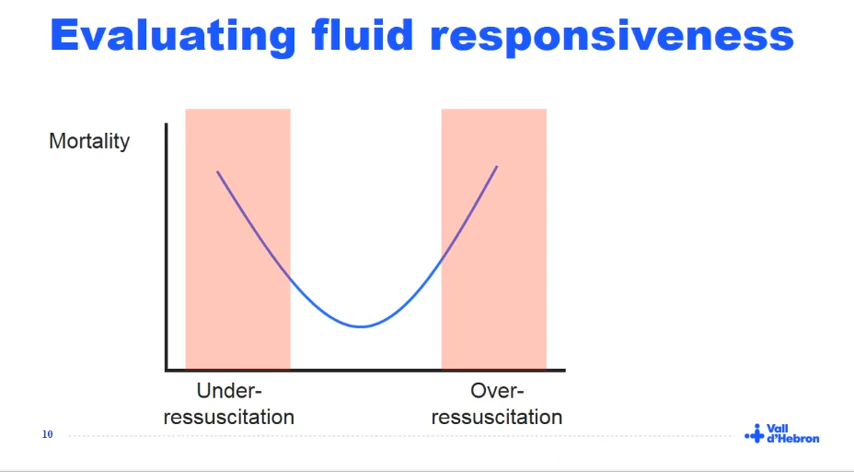 Evaluating fluid responsiveness
Mortality
Under-
ressuscitation
Over-
ressuscitation
10
Vall
d'Hebron